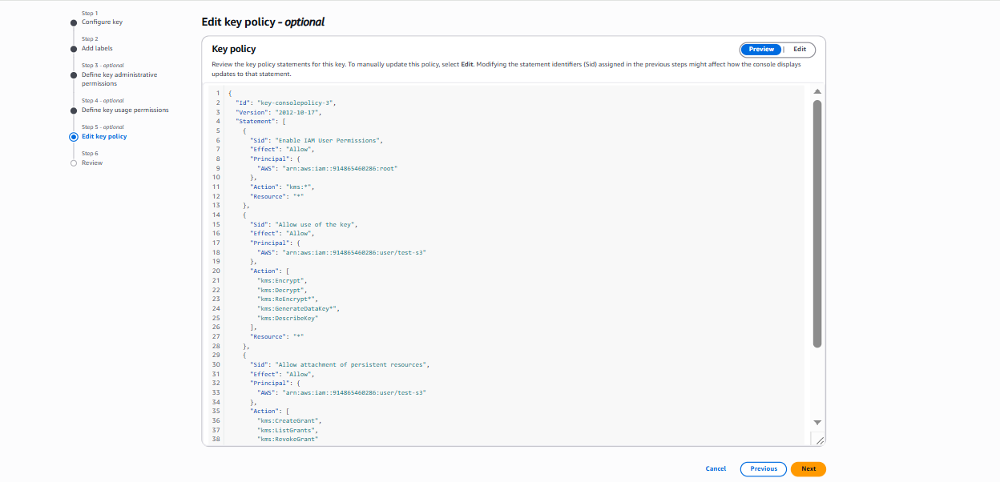 Step 1
Configure key
Step 2
Add labels
Step 3 - optional
Define key administrative
permissions
Step 4 - optional
Define key usage permissions
Step 5 - optional
Edit key policy
Step 6
Review
Edit key policy - optional
Key policy
Preview | Edit
Review the key policy statements for this key. To manually update this policy, select Edit. Modifying the statement identifiers (Sid) assigned in the previous steps might affect how the console displays
updates to that statement.
1 {
2 "Id": "key-consolepolicy-3",
3 "Version": "2012-10-17",
4 "Statement": [
5 {
6 "Sid": "Enable IAM User Permissions",
7 "Effect": "Allow",
8 "Principal": {
9 "AWS": "arn:aws:iam::914865460286:root"
10 },
11 "Action": "kms:*",
12 "Resource": "*"
13 },
14 {
15 "Sid": "Allow use of the key",
16 "Effect": "Allow",
17 "Principal": {
18 "AWS": "arn:aws:iam::914865460286:user/test-s3"
19 },
20 "Action": [
21 "kms:Encrypt",
22 "kms:Decrypt",
23 "kms:ReEncrypt*",
24 "kms:GenerateDataKey*",
25 "kms:DescribeKey"
26 ],
27 "Resource": "*"
28 },
29 {
30 "Sid": "Allow attachment of persistent resources",
31 "Effect": "Allow",
32 "Principal": {
33 "AWS": "arn:aws:iam::914865460286:user/test-s3"
34 },
35 "Action": [
36 "kms:CreateGrant",
37 "kms:ListGrants",
38 "kms:RevokeGrant"
Cancel
Previous
Next